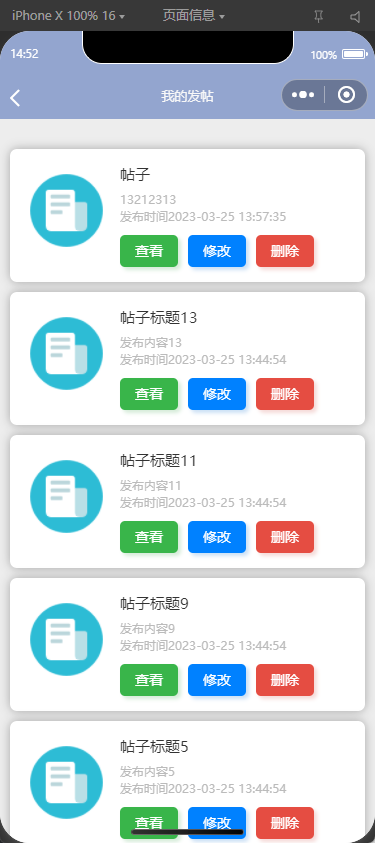 iPhone X 100% 16 页面信息
14:52 100%
我的发帖
帖子
13212313
发布时间2023-03-25 13:57:35
查看 修改 删除
帖子标题13
发布内容13
发布时间2023-03-25 13:44:54
查看 修改 删除
帖子标题11
发布内容11
发布时间2023-03-25 13:44:54
查看 修改 删除
帖子标题9
发布内容9
发布时间2023-03-25 13:44:54
查看 修改 删除
帖子标题5
发布内容5
发布时间2023-03-25 13:44:54
查看 修改 删除